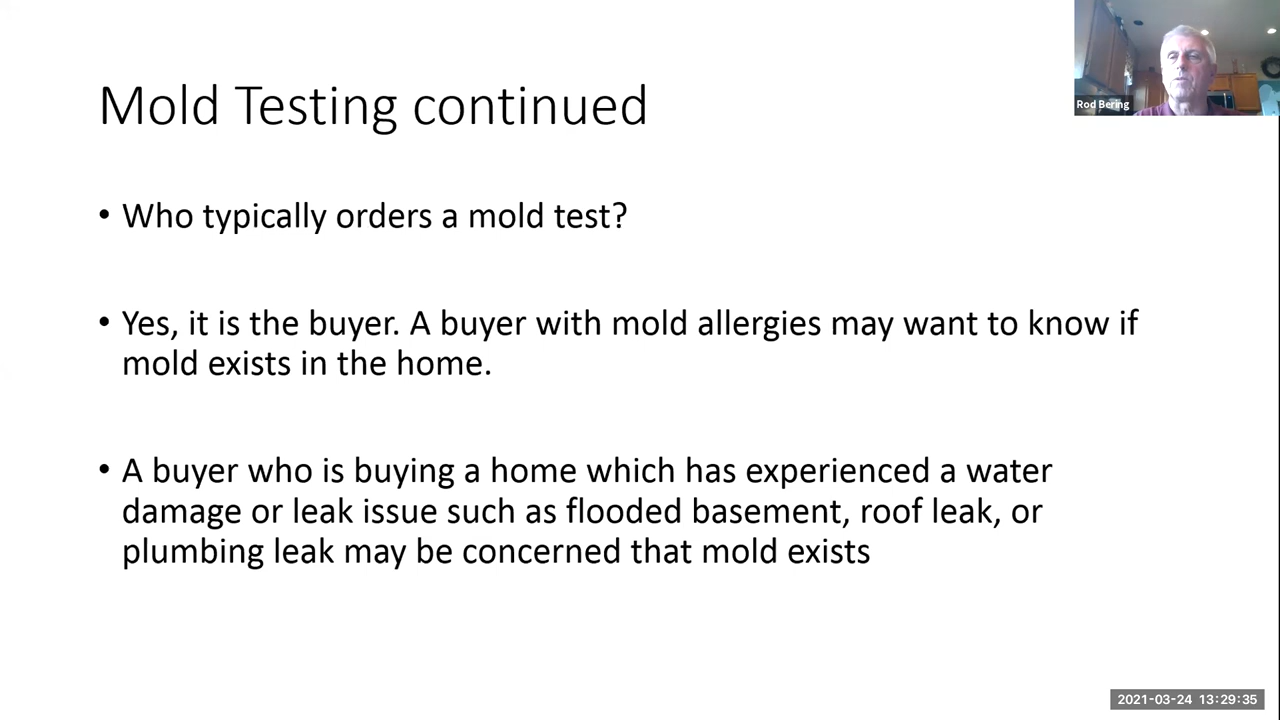 Mold Testing continued
Rod Bering
• Who typically orders a mold test?
• Yes, it is the buyer. A buyer with mold allergies may want to know if
mold exists in the home.
• A buyer who is buying a home which has experienced a water
damage or leak issue such as flooded basement, roof leak, or
plumbing leak may be concerned that mold exists
2021-03-24 13:29:35